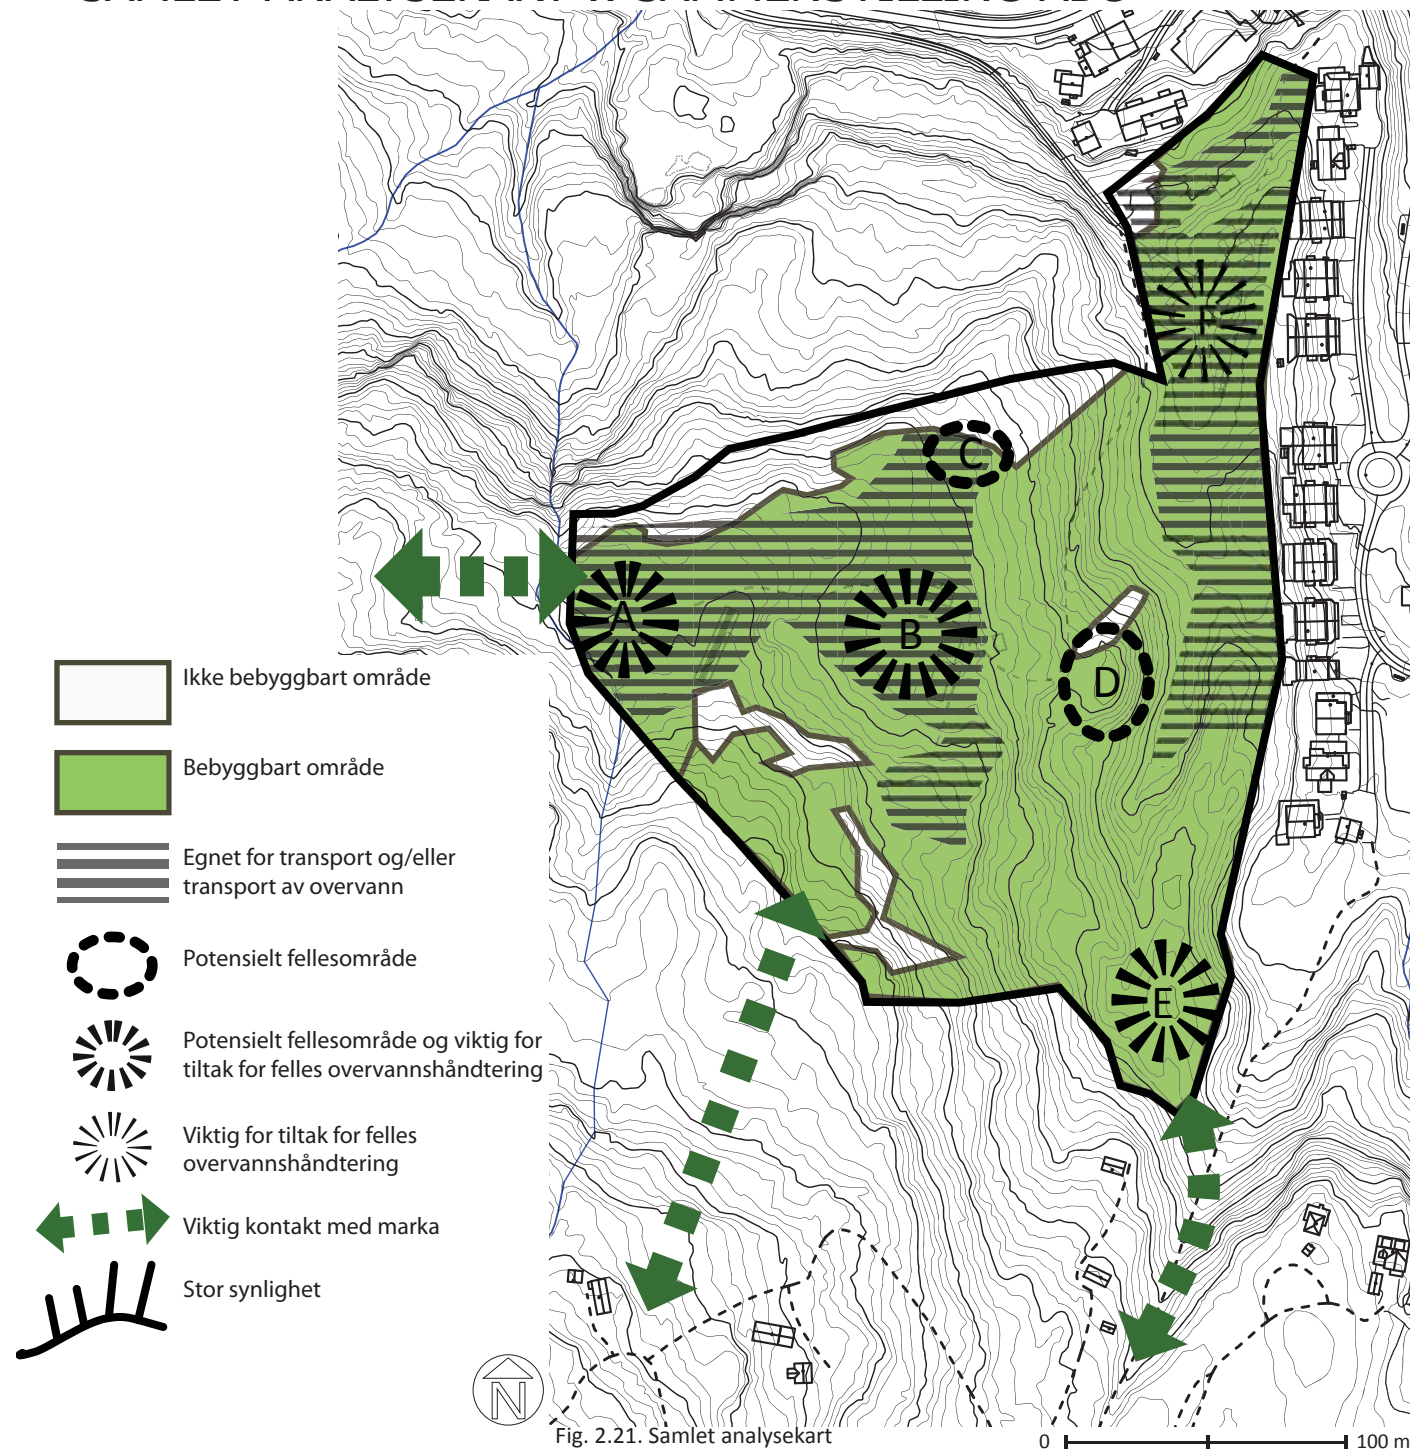 A
B
C
D
E
F
Ikke bebyggbart område
Bebyggbart område
Egnet for transport og/eller
transport av overvann
Potensielt fellesområde
Potensielt fellesområde og viktig for
tiltak for felles overvannshåndtering
Viktig for tiltak for felles
overvannshåndtering
Viktig kontakt med marka
Stor synlighet
N
Fig. 2.21. Samlet analysekart
0
100 m